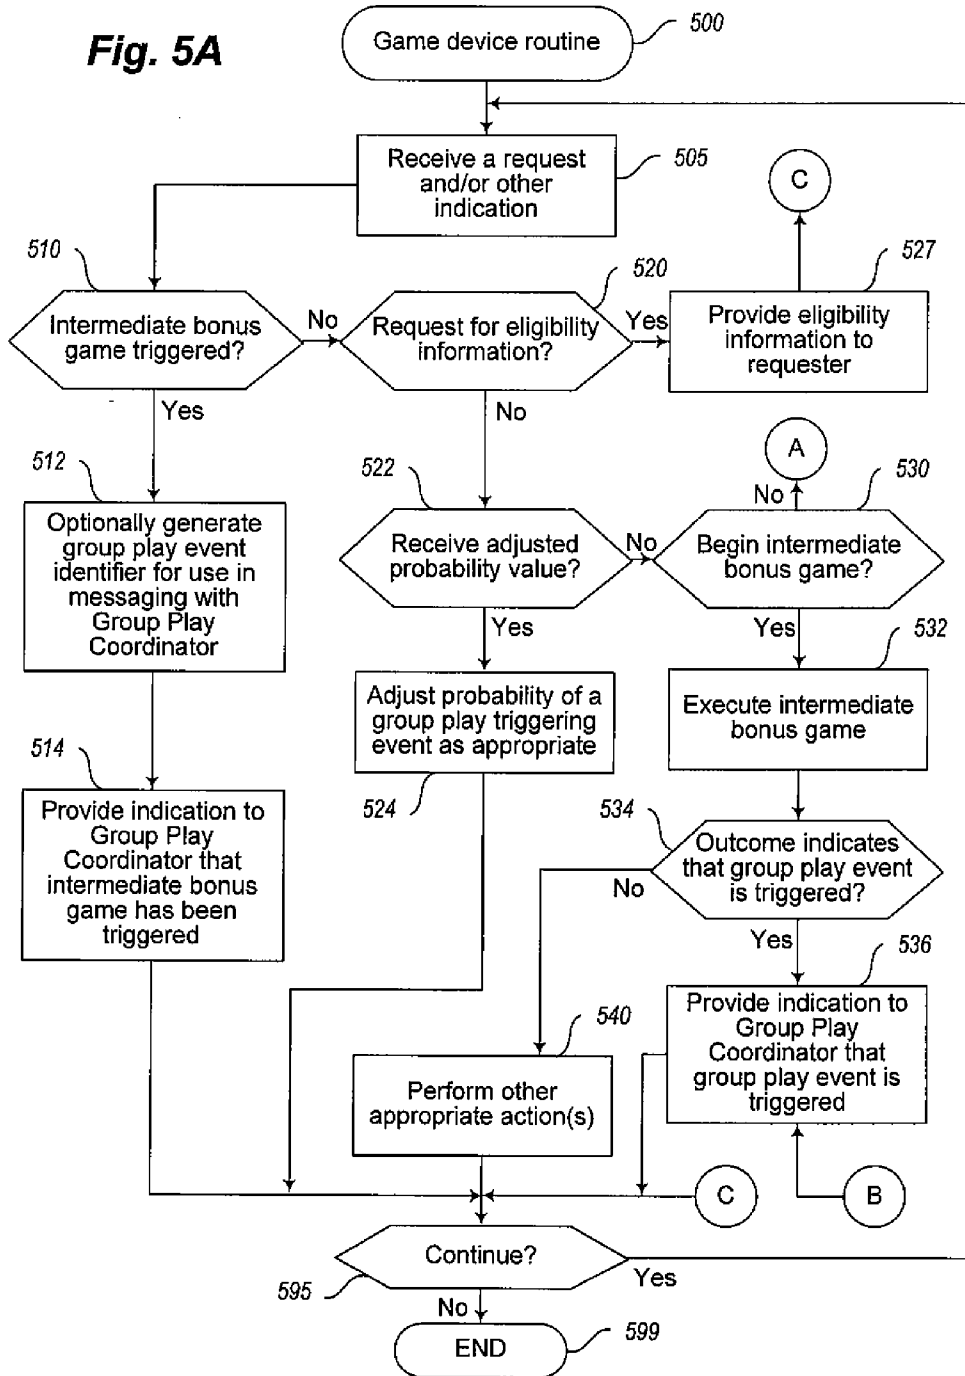 Fig. 5A
Game device routine
500
Receive a request
and/or other
indication
505
C
510
Intermediate bonus
game triggered?
No
520
Request for eligibility
information?
Yes
527
Provide eligibility
information to
requester
Yes
No
A
512
Optionally generate
group play event
identifier for use in
messaging with
Group Play
Coordinator
522
Receive adjusted
probability value?
No
No
530
Begin intermediate
bonus game?
Yes
Yes
532
Adjust probability of a
group play triggering
event as appropriate
524
Execute intermediate
bonus game
514
Provide indication to
Group Play
Coordinator that
intermediate bonus
game has been
triggered
534
Outcome indicates
that group play event
is triggered?
No
Yes
536
Provide indication to
Group Play
Coordinator that
group play event is
triggered
540
Perform other
appropriate action(s)
C
B
Continue?
595
Yes
No
END
599